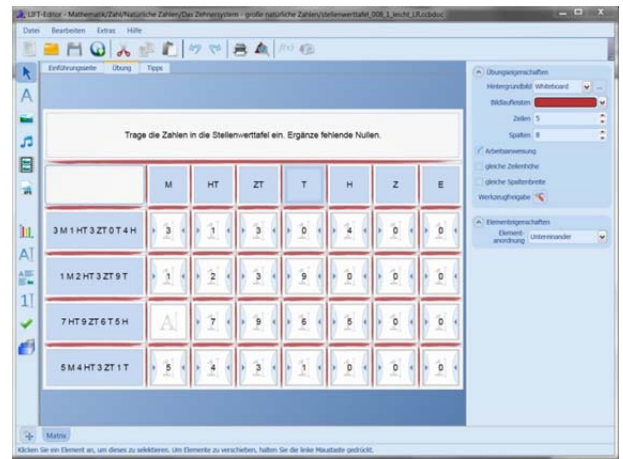 LIFT-Editor - Mathematik/Zahl/Natürliche Zahlen/Das Zehnersystem - große natürliche Zahlen/stellenwerttafel_008_1_leicht_LR.ccbdoc
Datei Bearbeiten Extras Hilfe
Einführungsseite Übung Tipps
Trage die Zahlen in die Stellenwerttafel ein. Ergänze fehlende Nullen.
M HT ZT T H Z E
3 M 1 HT 3 ZT 0 T 4 H 3 1 3 0 4 0 0
1 M 2 HT 3 ZT 9 T 1 2 3 9 0 0 0
7 HT 9 ZT 6 T 5 H A 7 9 6 5 0 0
5 M 4 HT 3 ZT 1 T 5 4 3 1 0 0 0
Übungseigenschaften
Hintergrundbild Whiteboard ...
Bildlaufleisten
Zeilen 5
Spalten 8
Arbeitsanweisung
gleiche Zeilenhöhe
gleiche Spaltenbreite
Werkzeugfreigabe
Elementeigenschaften
Element-
anordnung Untereinander
Matrix
Klicken Sie ein Element an, um dieses zu selektieren. Um Elemente zu verschieben, halten Sie die linke Maustaste gedrückt.